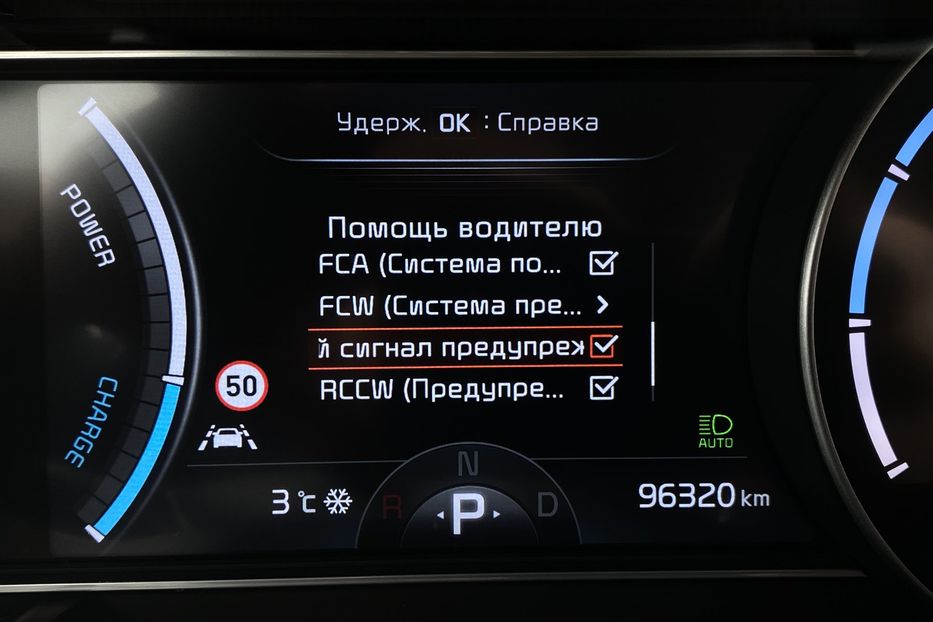 Удерж. OK : Справка
POWER
Помощь водителю
FCA (Система по...
FCW (Система пре...
й сигнал предупреж
50
RCCW (Предупре...
CHARGE
AUTO
N
3 °C
R
P
D
96320 km